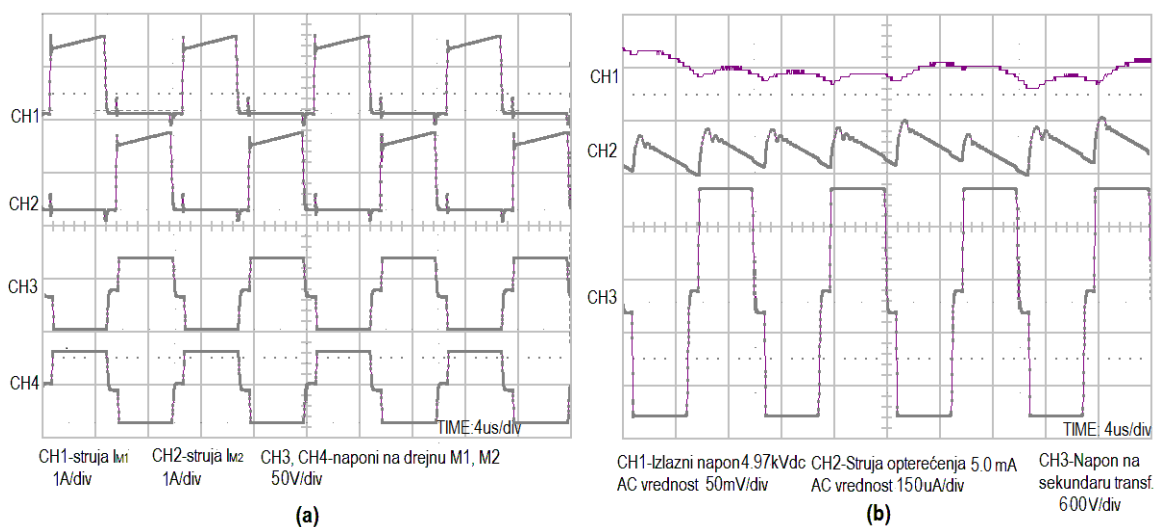 CH1
CH2
CH3
CH4
TIME:4us/div
CH1-struja IM1
1A/div
CH2-struja IM2
1A/div
CH3, CH4-naponi na drejnu M1, M2
50V/div
(a)
CH1
CH2
CH3
TIME: 4us/div
CH1-Izlazni napon 4.97kVdc
AC vrednost 50mV/div
CH2-Struja opterećenja 5.0 mA
AC vrednost 150uA/div
CH3-Napon na
sekundaru transf.
600V/div
(b)